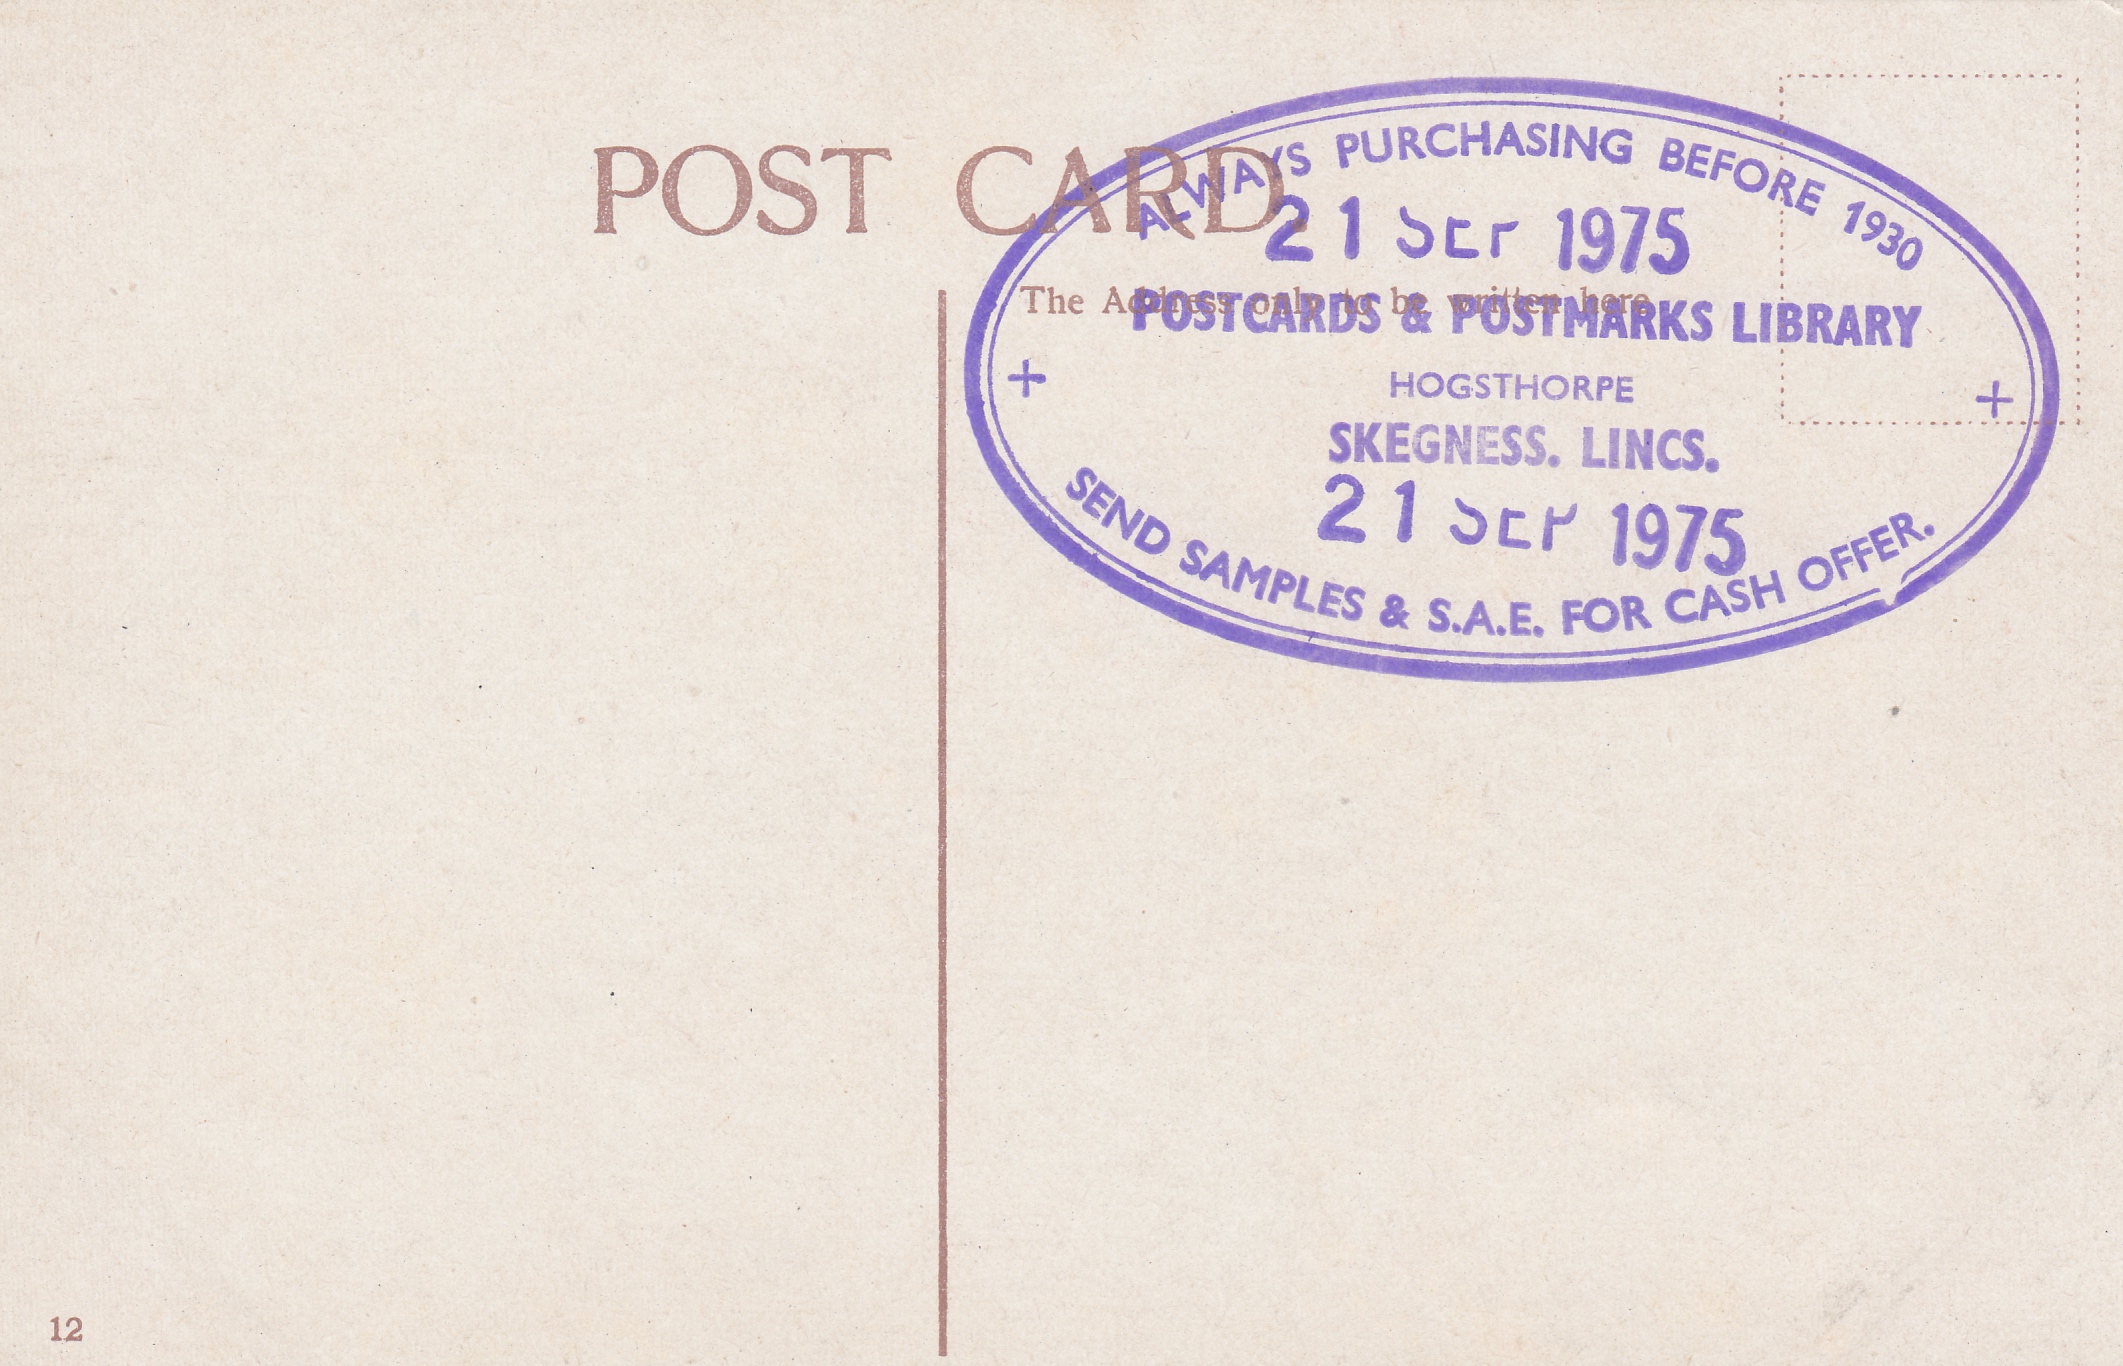 POST CARD
The Address only to be written here
ALWAYS PURCHASING BEFORE 1930
21 SEP 1975
POSTCARDS & POSTMARKS LIBRARY
HOGSTHORPE
SKEGNESS. LINCS.
21 SEP 1975
SEND SAMPLES & S.A.E. FOR CASH OFFER.
12